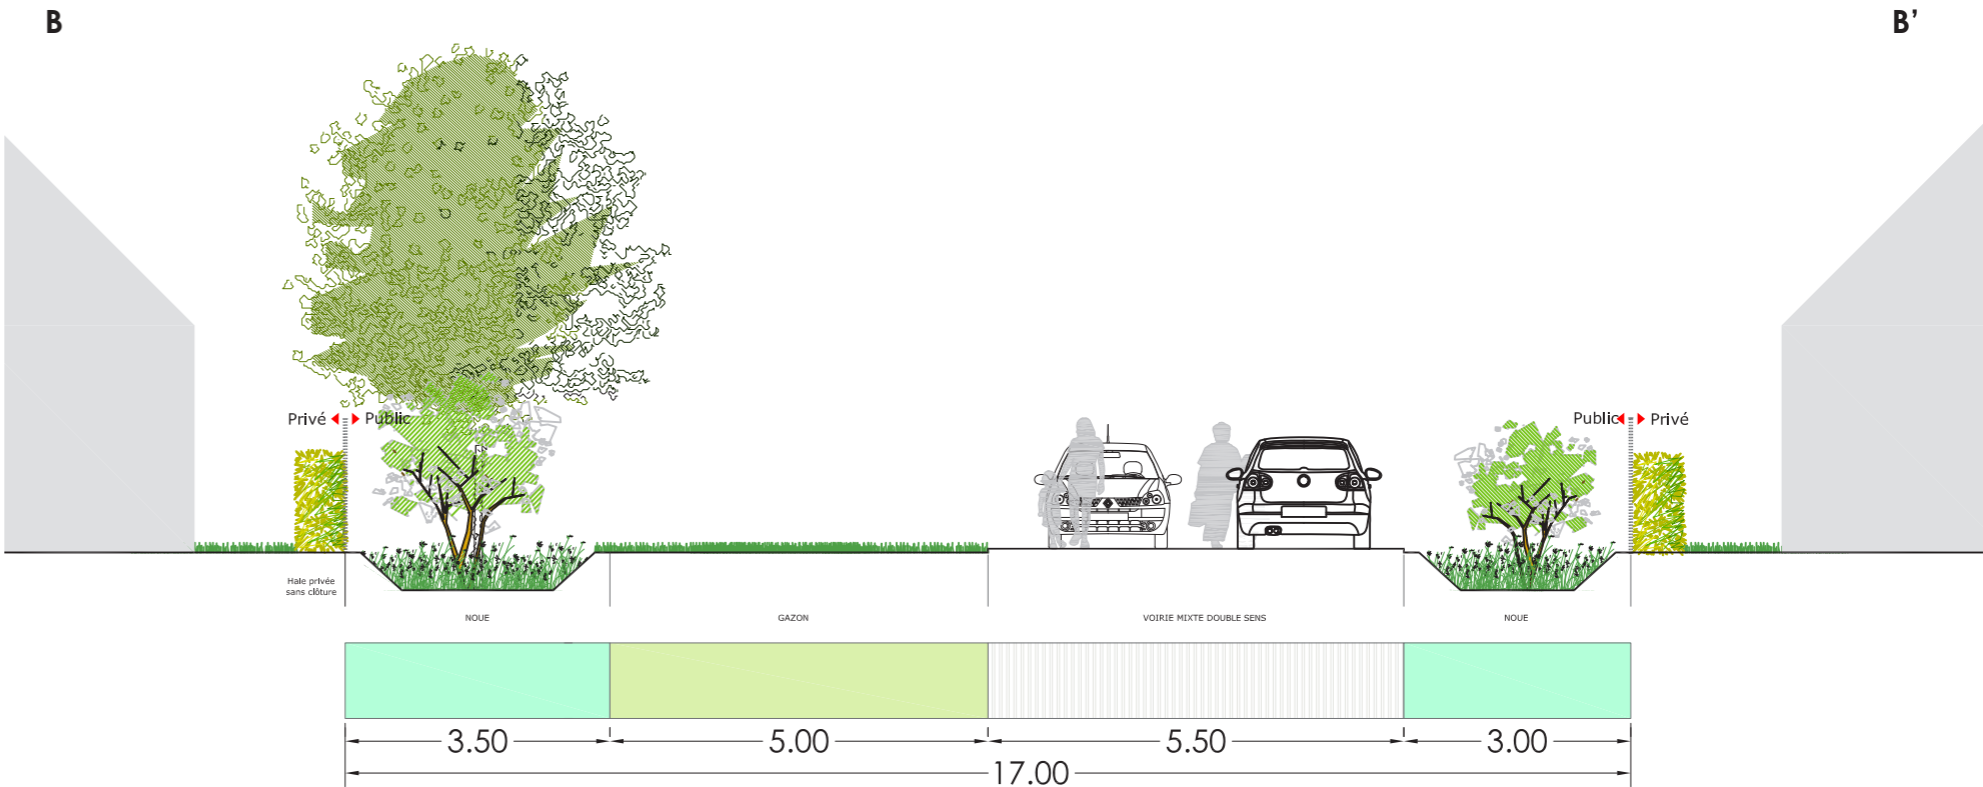 B
B’
Privé
Public
Public
Privé
Haie privée
sans clôture
NOUE
GAZON
VOIRIE MIXTE DOUBLE SENS
NOUE
3.50
5.00
5.50
3.00
17.00